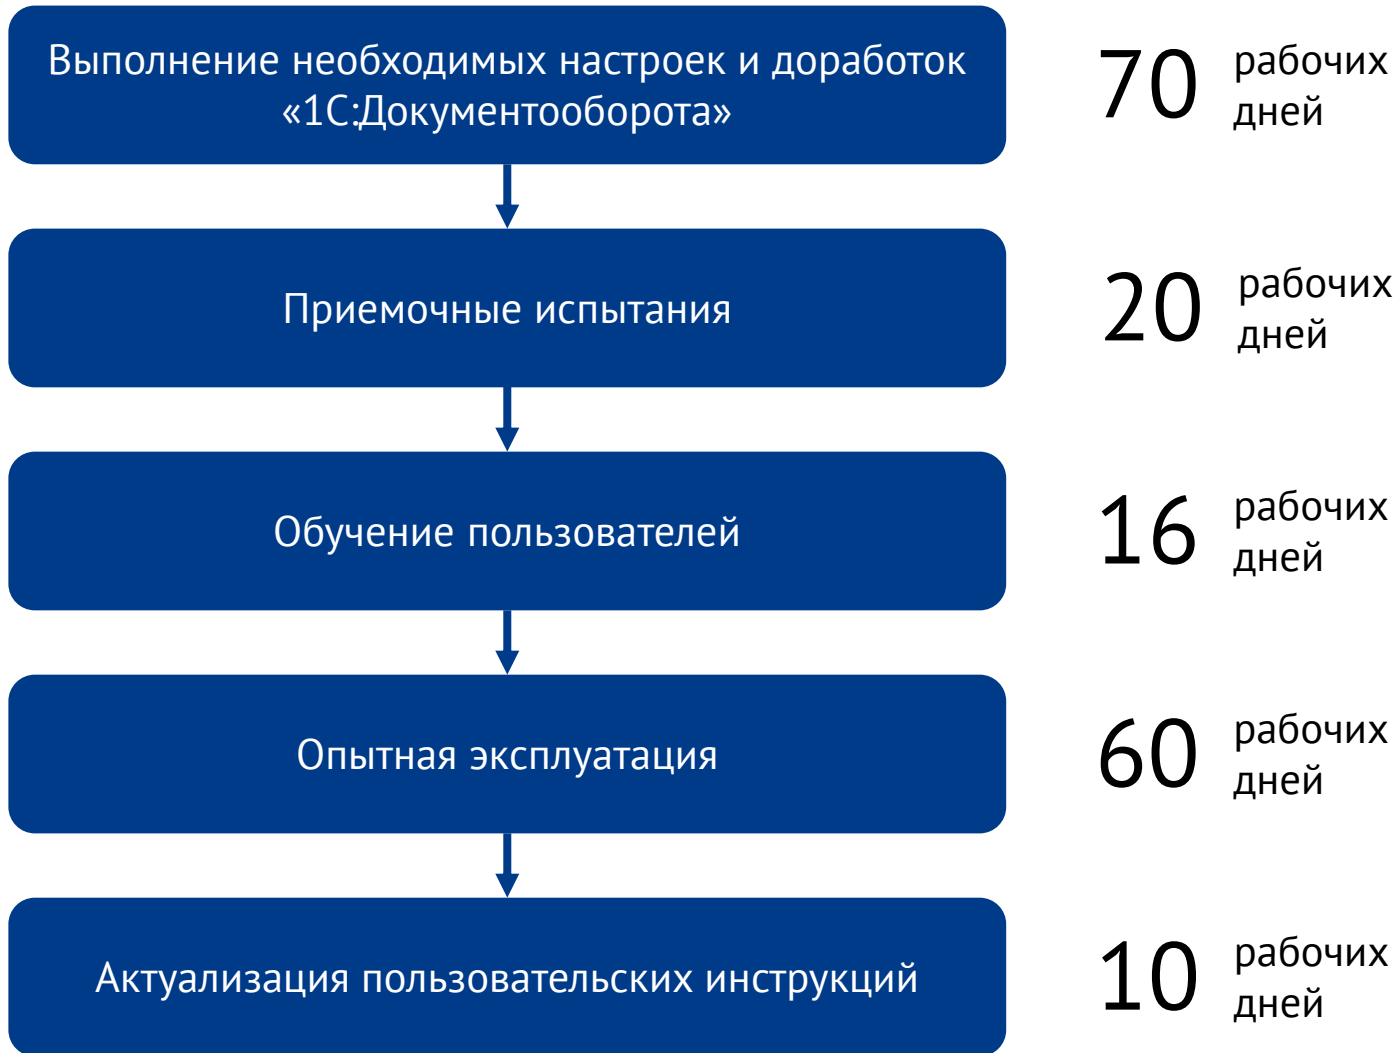 Выполнение необходимых настроек и доработок
«1С:Документооборота»
70
рабочих
дней
Приемочные испытания
20
рабочих
дней
Обучение пользователей
16
рабочих
дней
Опытная эксплуатация
60
рабочих
дней
Актуализация пользовательских инструкций
10
рабочих
дней